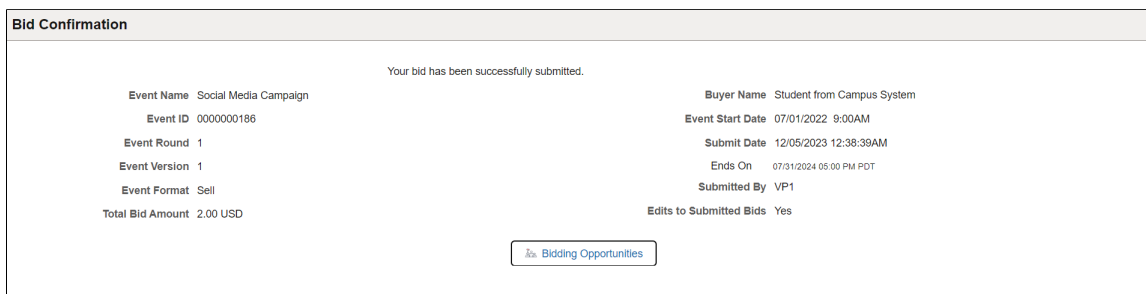 Bid Confirmation
Your bid has been successfully submitted.
Event Name Social Media Campaign
Event ID 0000000186
Event Round 1
Event Version 1
Event Format Sell
Total Bid Amount 2.00 USD
Buyer Name Student from Campus System
Event Start Date 07/01/2022 9:00AM
Submit Date 12/05/2023 12:38:39AM
Ends On 07/31/2024 05:00 PM PDT
Submitted By VP1
Edits to Submitted Bids Yes
Bidding Opportunities